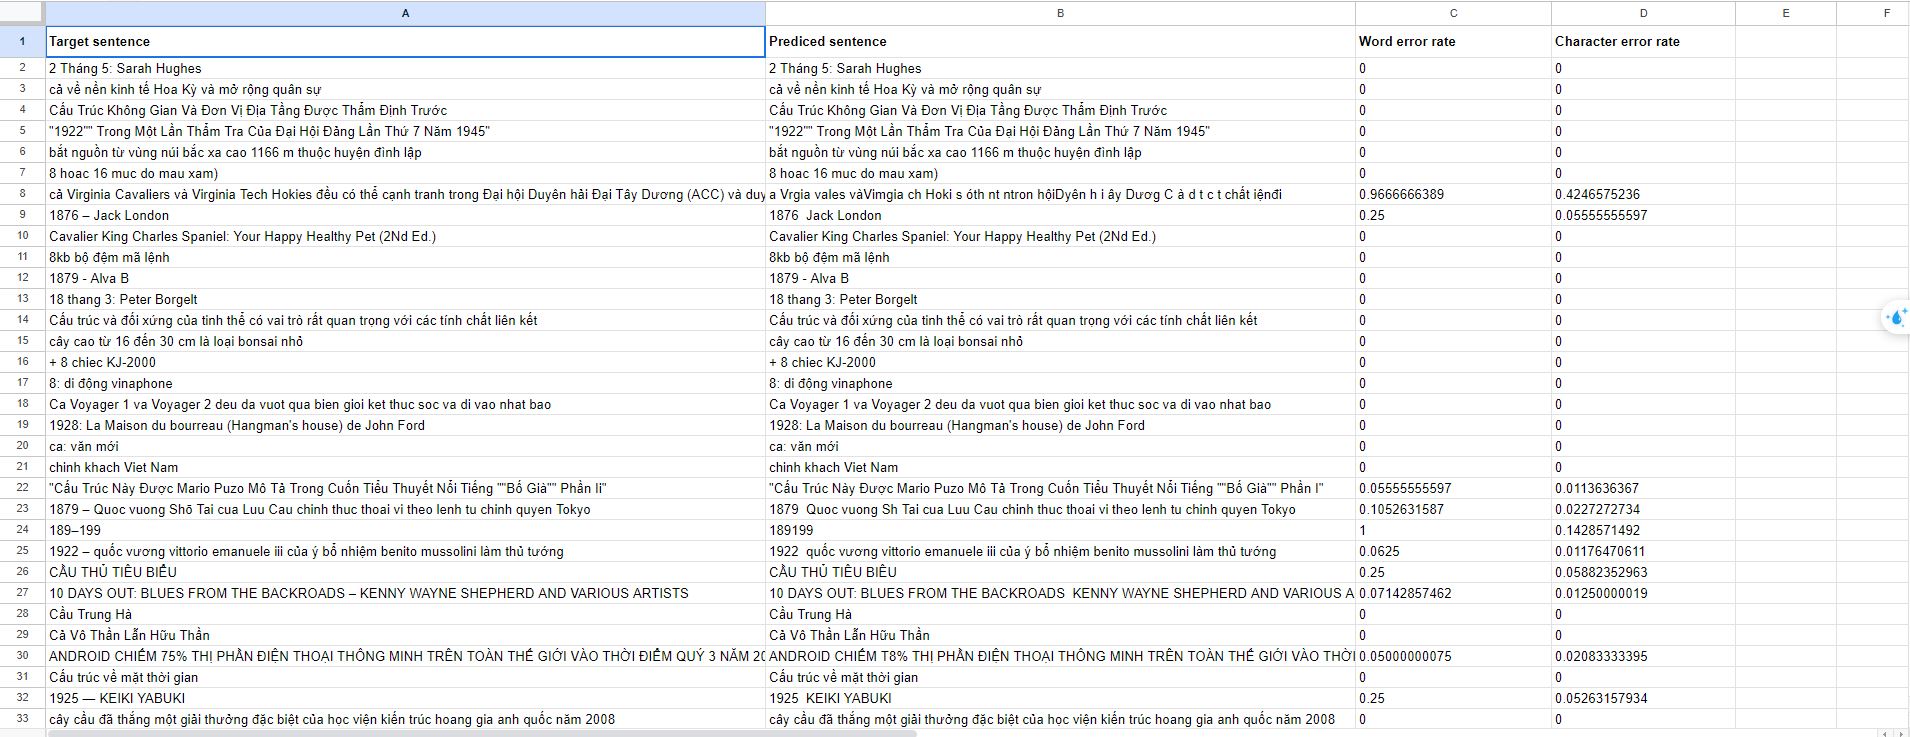 A B C D E F
1 Target sentence Prediced sentence Word error rate Character error rate
2 2 Tháng 5: Sarah Hughes 2 Tháng 5: Sarah Hughes 0 0
3 cả về nền kinh tế Hoa Kỳ và mở rộng quân sự cả về nền kinh tế Hoa Kỳ và mở rộng quân sự 0 0
4 Cấu Trúc Không Gian Và Đơn Vị Địa Tầng Được Thẩm Định Trước Cấu Trúc Không Gian Và Đơn Vị Địa Tầng Được Thẩm Định Trước 0 0
5 "1922"" Trong Một Lần Thẩm Tra Của Đại Hội Đảng Lần Thứ 7 Năm 1945" "1922"" Trong Một Lần Thẩm Tra Của Đại Hội Đảng Lần Thứ 7 Năm 1945" 0 0
6 bắt nguồn từ vùng núi bắc xa cao 1166 m thuộc huyện đình lập bắt nguồn từ vùng núi bắc xa cao 1166 m thuộc huyện đình lập 0 0
7 8 hoac 16 muc do mau xam) 8 hoac 16 muc do mau xam) 0 0
8 cả Virginia Cavaliers và Virginia Tech Hokies đều có thể cạnh tranh trong Đại hội Duyên hải Đại Tây Dương (ACC) và duy a Vrgia vales vàVimgia ch Hoki s óth nt ntron hộiDyên h i ây Dươg C à d t c t chất iệnđi 0.9666666389 0.4246575236
9 1876 – Jack London 1876  Jack London 0.25 0.05555555597
10 Cavalier King Charles Spaniel: Your Happy Healthy Pet (2Nd Ed.) Cavalier King Charles Spaniel: Your Happy Healthy Pet (2Nd Ed.) 0 0
11 8kb bộ đệm mã lệnh 8kb bộ đệm mã lệnh 0 0
12 1879 - Alva B 1879 - Alva B 0 0
13 18 thang 3: Peter Borgelt 18 thang 3: Peter Borgelt 0 0
14 Cấu trúc và đối xứng của tinh thể có vai trò rất quan trọng với các tính chất liên kết Cấu trúc và đối xứng của tinh thể có vai trò rất quan trọng với các tính chất liên kết 0 0
15 cây cao từ 16 đến 30 cm là loại bonsai nhỏ cây cao từ 16 đến 30 cm là loại bonsai nhỏ 0 0
16 + 8 chiec KJ-2000 + 8 chiec KJ-2000 0 0
17 8: di động vinaphone 8: di động vinaphone 0 0
18 Ca Voyager 1 va Voyager 2 deu da vuot qua bien gioi ket thuc soc va di vao nhat bao Ca Voyager 1 va Voyager 2 deu da vuot qua bien gioi ket thuc soc va di vao nhat bao 0 0
19 1928: La Maison du bourreau (Hangman's house) de John Ford 1928: La Maison du bourreau (Hangman's house) de John Ford 0 0
20 ca: văn mới ca: văn mới 0 0
21 chinh khach Viet Nam chinh khach Viet Nam 0 0
22 "Cấu Trúc Này Được Mario Puzo Mô Tả Trong Cuốn Tiểu Thuyết Nổi Tiếng ""Bố Già"" Phần Ii" "Cấu Trúc Này Được Mario Puzo Mô Tả Trong Cuốn Tiểu Thuyết Nổi Tiếng ""Bố Già"" Phần I" 0.05555555597 0.0113636367
23 1879 – Quoc vuong Shō Tai cua Luu Cau chinh thuc thoai vi theo lenh tu chinh quyen Tokyo 1879  Quoc vuong Sh Tai cua Luu Cau chinh thuc thoai vi theo lenh tu chinh quyen Tokyo 0.1052631587 0.0227272734
24 189–199 189199 1 0.1428571492
25 1922 – quốc vương vittorio emanuele iii của ý bổ nhiệm benito mussolini làm thủ tướng 1922  quốc vương vittorio emanuele iii của ý bổ nhiệm benito mussolini làm thủ tướng 0.0625 0.01176470611
26 CẦU THỦ TIÊU BIỂU CẦU THỦ TIÊU BIÊU 0.25 0.05882352963
27 10 DAYS OUT: BLUES FROM THE BACKROADS – KENNY WAYNE SHEPHERD AND VARIOUS ARTISTS 10 DAYS OUT: BLUES FROM THE BACKROADS  KENNY WAYNE SHEPHERD AND VARIOUS A 0.07142857462 0.01250000019
28 Cầu Trung Hà Cầu Trung Hà 0 0
29 Cả Vô Thần Lẫn Hữu Thần Cả Vô Thần Lẫn Hữu Thần 0 0
30 ANDROID CHIẾM 75% THỊ PHẦN ĐIỆN THOẠI THÔNG MINH TRÊN TOÀN THẾ GIỚI VÀO THỜI ĐIỂM QUÝ 3 NĂM 20 ANDROID CHIẾM T8% THỊ PHẦN ĐIỆN THOẠI THÔNG MINH TRÊN TOÀN THẾ GIỚI VÀO THỜI 0.05000000075 0.02083333395
31 Cấu trúc về mặt thời gian Cấu trúc về mặt thời gian 0 0
32 1925 — KEIKI YABUKI 1925  KEIKI YABUKI 0.25 0.05263157934
33 cây cầu đã thắng một giải thưởng đặc biệt của học viện kiến trúc hoang gia anh quốc năm 2008 cây cầu đã thắng một giải thưởng đặc biệt của học viện kiến trúc hoang gia anh quốc năm 2008 0 0